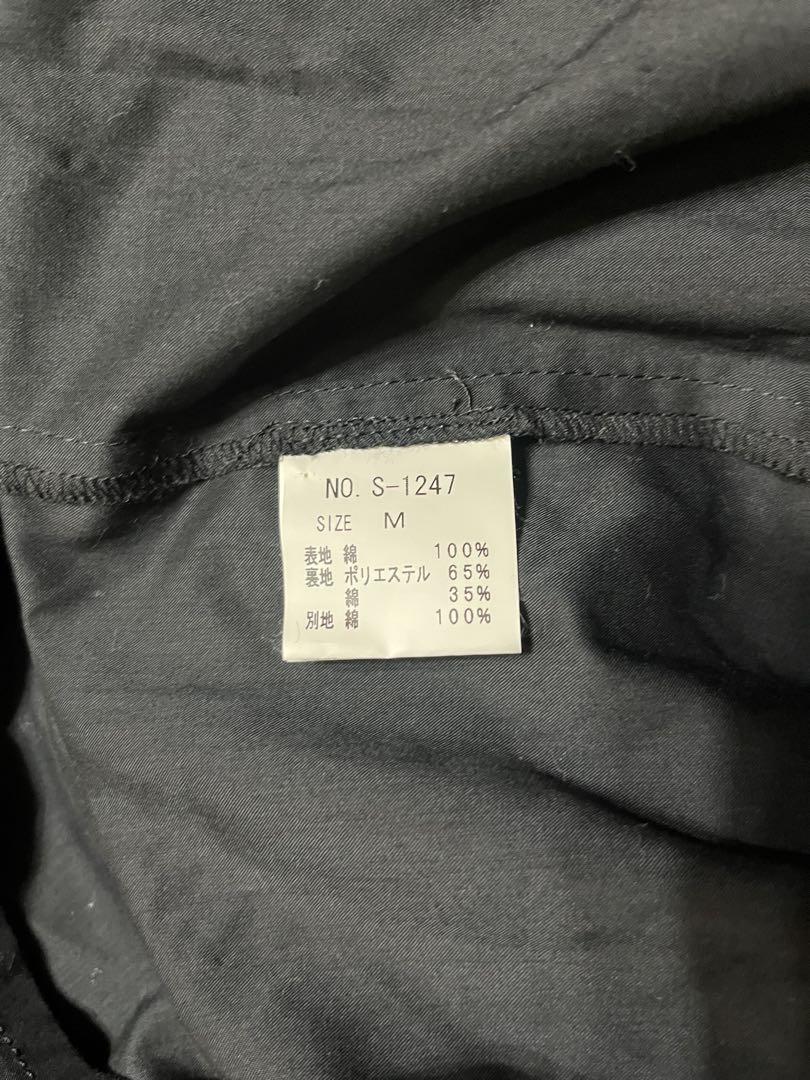 NO. S-1247
SIZE M
表地 綿 100%
裏地 ポリエステル 65%
綿 35%
別地 綿 100%